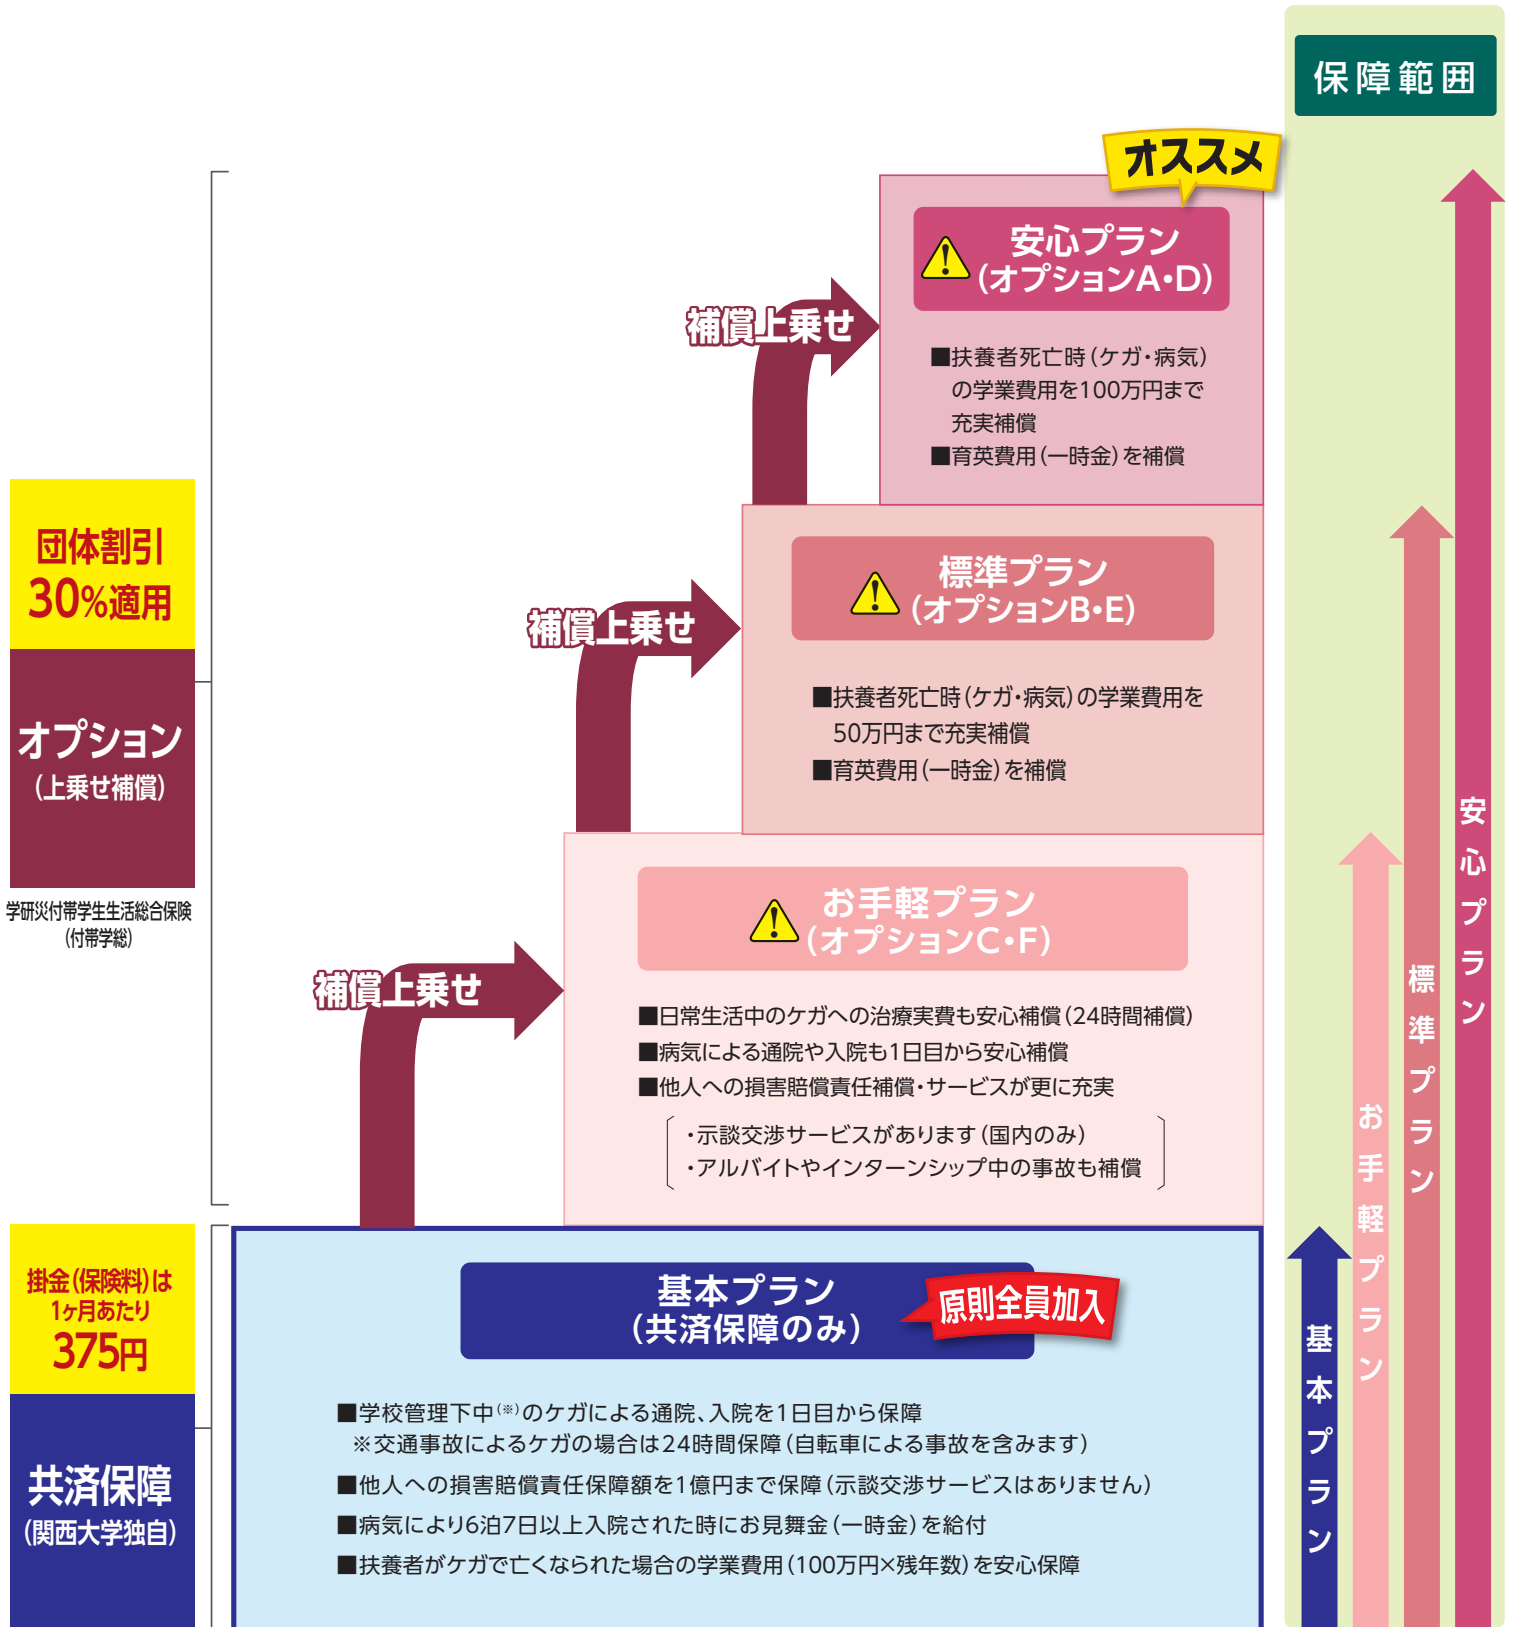 保障範囲
オススメ
安心プラン
(オプションA・D)
補償上乗せ
■扶養者死亡時(ケガ・病気)
の学業費用を100万円まで
充実補償
■育英費用(一時金)を補償
団体割引
30%適用
オプション
(上乗せ補償)
学研災付帯学生生活総合保険
(付帯学総)
標準プラン
(オプションB・E)
補償上乗せ
■扶養者死亡時(ケガ・病気)の学業費用を
50万円まで充実補償
■育英費用(一時金)を補償
お手軽プラン
(オプションC・F)
補償上乗せ
■日常生活中のケガへの治療実費も安心補償(24時間補償)
■病気による通院や入院も1日目から安心補償
■他人への損害賠償責任補償・サービスが更に充実
・示談交渉サービスがあります(国内のみ)
・アルバイトやインターンシップ中の事故も補償
掛金(保険料)は
1ヶ月あたり
375円
共済保障
(関西大学独自)
基本プラン
(共済保障のみ)
原則全員加入
■学校管理下中(※)のケガによる通院、入院を1日目から保障
※交通事故によるケガの場合は24時間保障(自転車による事故を含みます)
■他人への損害賠償責任保障額を1億円まで保障(示談交渉サービスはありません)
■病気により6泊7日以上入院された時にお見舞金(一時金)を給付
■扶養者がケガで亡くなられた場合の学業費用(100万円×残年数)を安心保障
基本プラン
お手軽プラン
標準プラン
安心プラン